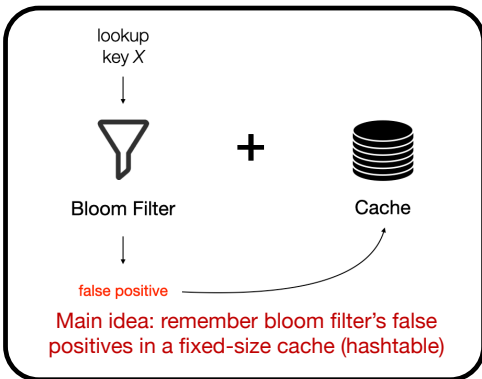 lookup
key X
+
Bloom Filter
Cache
false positive
Main idea: remember bloom filter's false
positives in a fixed-size cache (hashtable)